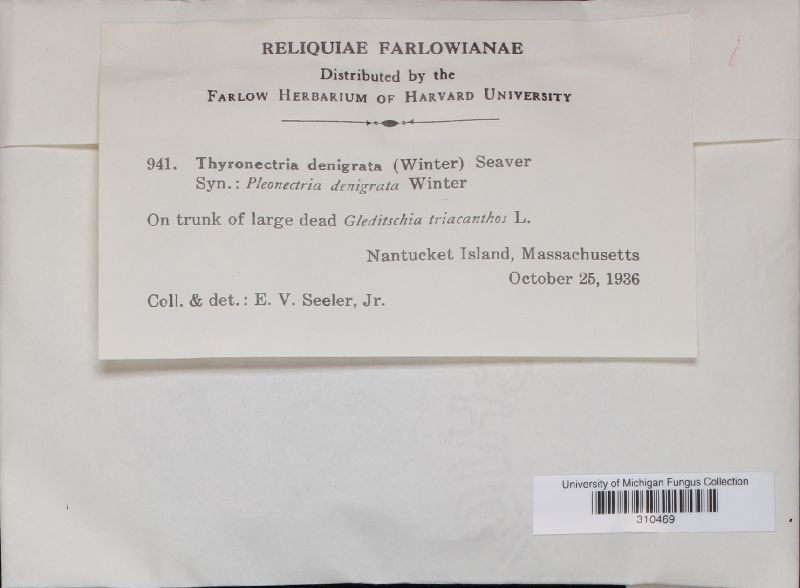 RELIQUIAE FARLOWIANAE
Distributed by the
FARLOW HERBARIUM OF HARVARD UNIVERSITY
941. Thyronectria denigrata (Winter) Seaver
Syn.: Pleonectria denigrata Winter
On trunk of large dead Gleditschia triacanthos L.
Nantucket Island, Massachusetts
October 25, 1936
Coll. & det.: E. V. Seeler, Jr.
University of Michigan Fungus Collection
310469